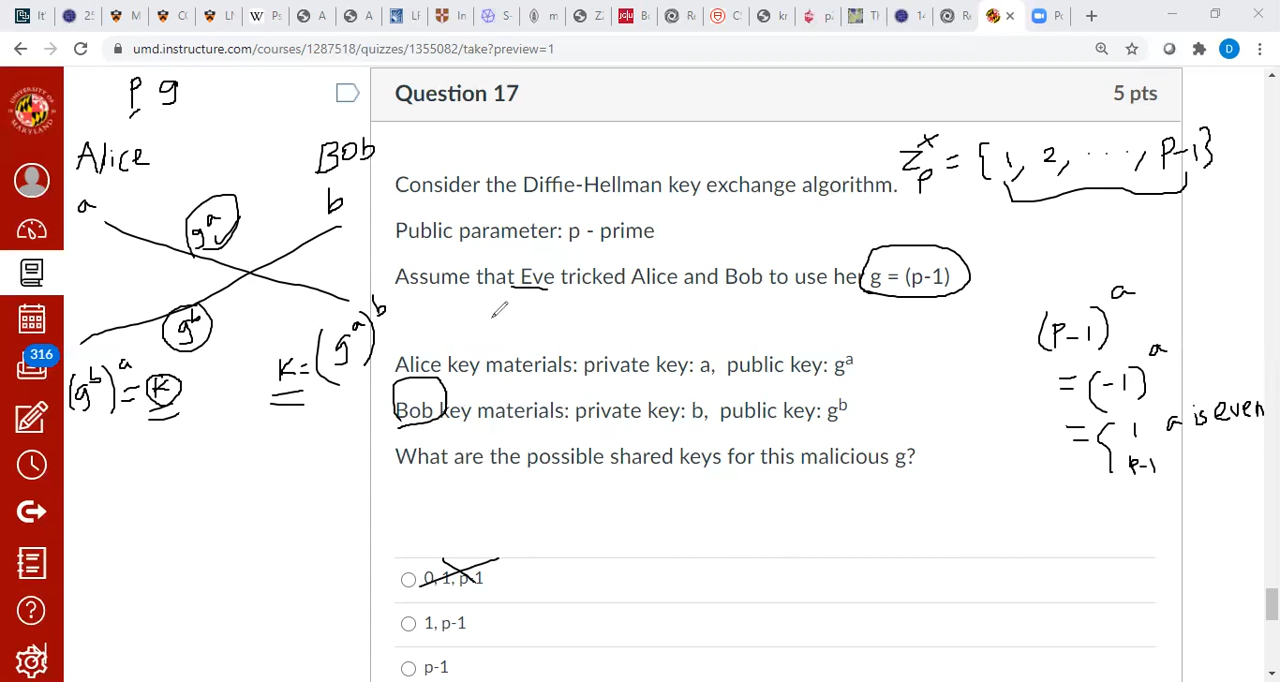 umd.instructure.com/courses/1287518/quizzes/1355082/take?preview=1
D
316
p g
Alice
Bob
a
b
g^a
g^b
(g^b)^a = K
K = (g^a)^b
Question 17
5 pts
Z_p^x = {1, 2, ..., P-1}
Consider the Diffie-Hellman key exchange algorithm.
Public parameter: p - prime
Assume that Eve tricked Alice and Bob to use her g = (p-1)
Alice key materials: private key: a, public key: g^a
Bob key materials: private key: b, public key: g^b
What are the possible shared keys for this malicious g?
(P-1)^a
= (-1)^a
= { 1 a is even
p-1
0, 1, p-1
1, p-1
p-1